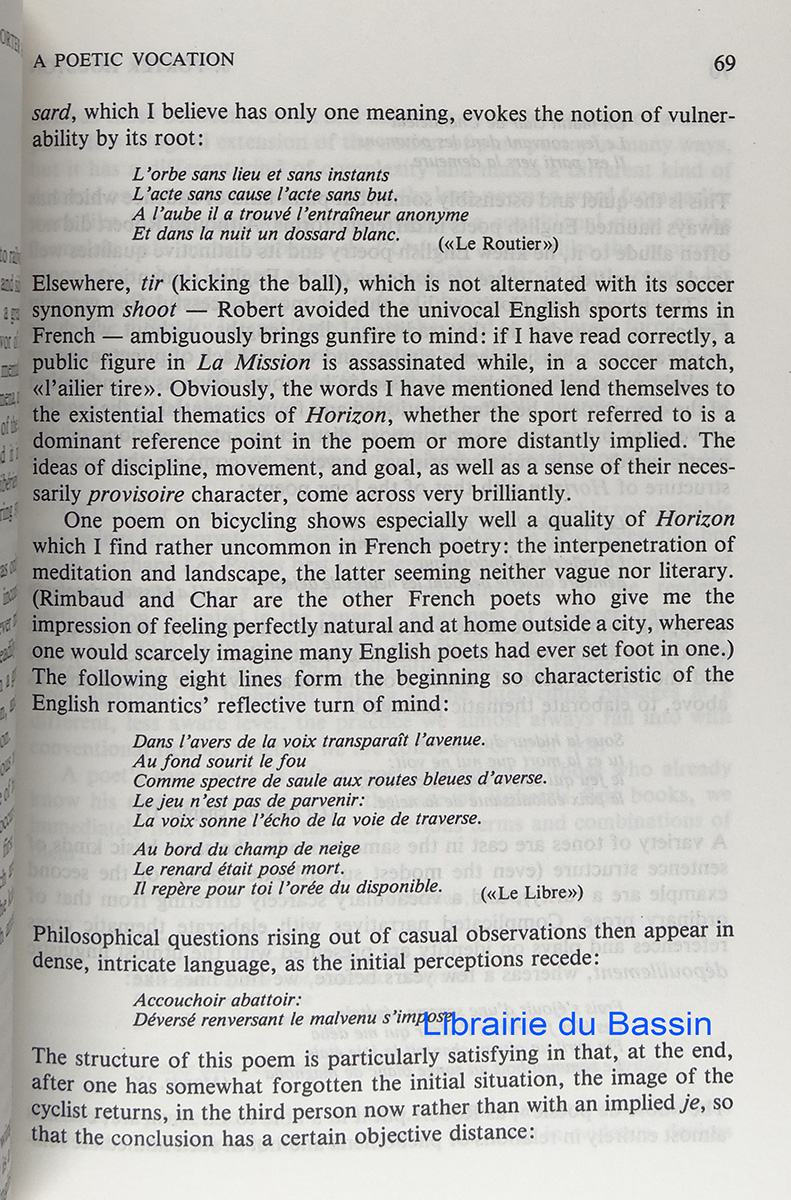 A POETIC VOCATION
69
sard, which I believe has only one meaning, evokes the notion of vulner-
ability by its root:
L'orbe sans lieu et sans instants
L'acte sans cause l'acte sans but.
A l'aube il a trouvé l'entraîneur anonyme
Et dans la nuit un dossard blanc.
(«Le Routier»)
Elsewhere, tir (kicking the ball), which is not alternated with its soccer
synonym shoot — Robert avoided the univocal English sports terms in
French — ambiguously brings gunfire to mind: if I have read correctly, a
public figure in La Mission is assassinated while, in a soccer match,
«l'ailier tire». Obviously, the words I have mentioned lend themselves to
the existential thematics of Horizon, whether the sport referred to is a
dominant reference point in the poem or more distantly implied. The
ideas of discipline, movement, and goal, as well as a sense of their neces-
sarily provisoire character, come across very brilliantly.
One poem on bicycling shows especially well a quality of Horizon
which I find rather uncommon in French poetry: the interpenetration of
meditation and landscape, the latter seeming neither vague nor literary.
(Rimbaud and Char are the other French poets who give me the
impression of feeling perfectly natural and at home outside a city, whereas
one would scarcely imagine many English poets had ever set foot in one.)
The following eight lines form the beginning so characteristic of the
English romantics' reflective turn of mind:
Dans l'avers de la voix transparaît l'avenue.
Au fond sourit le fou
Comme spectre de saule aux routes bleues d'averse.
Le jeu n'est pas de parvenir:
La voix sonne l'écho de la voie de traverse.
Au bord du champ de neige
Le renard était posé mort.
Il repère pour toi l'orée du disponible.
(«Le Libre»)
Philosophical questions rising out of casual observations then appear in
dense, intricate language, as the initial perceptions recede:
Accouchoir abattoir:
Déversé renversant le malvenu s'impose
Librairie du Bassin
The structure of this poem is particularly satisfying in that, at the end,
after one has somewhat forgotten the initial situation, the image of the
cyclist returns, in the third person now rather than with an implied je, so
that the conclusion has a certain objective distance: